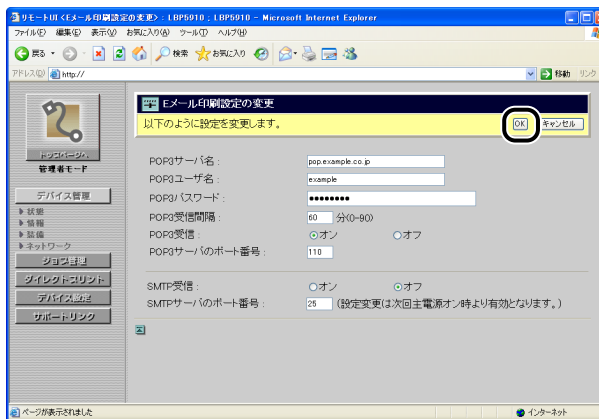 リモートUI <Eメール印刷設定の変更> : LBP5910 ; LBP5910 - Microsoft Internet Explorer
ファイル(F) 編集(E) 表示(V) お気に入り(A) ツール(T) ヘルプ(H)
戻る 検索 お気に入り
アドレス(D) http:// 移動 リンク
Eメール印刷設定の変更
以下のように設定を変更します。 OK キャンセル
トップページへ
管理者モード
デバイス管理
状態
情報
装備
ネットワーク
ジョブ管理
ダイレクトプリント
デバイス設定
サポートリンク
POP3サーバ名 : pop.example.co.jp
POP3ユーザ名 : example
POP3パスワード : ●●●●●●●●
POP3受信間隔 : 60 分(0-90)
POP3受信 : オン オフ
POP3サーバのポート番号 : 110
SMTP受信 : オン オフ
SMTPサーバのポート番号 : 25 (設定変更は次回主電源オン時より有効となります。)
ページが表示されました インターネット